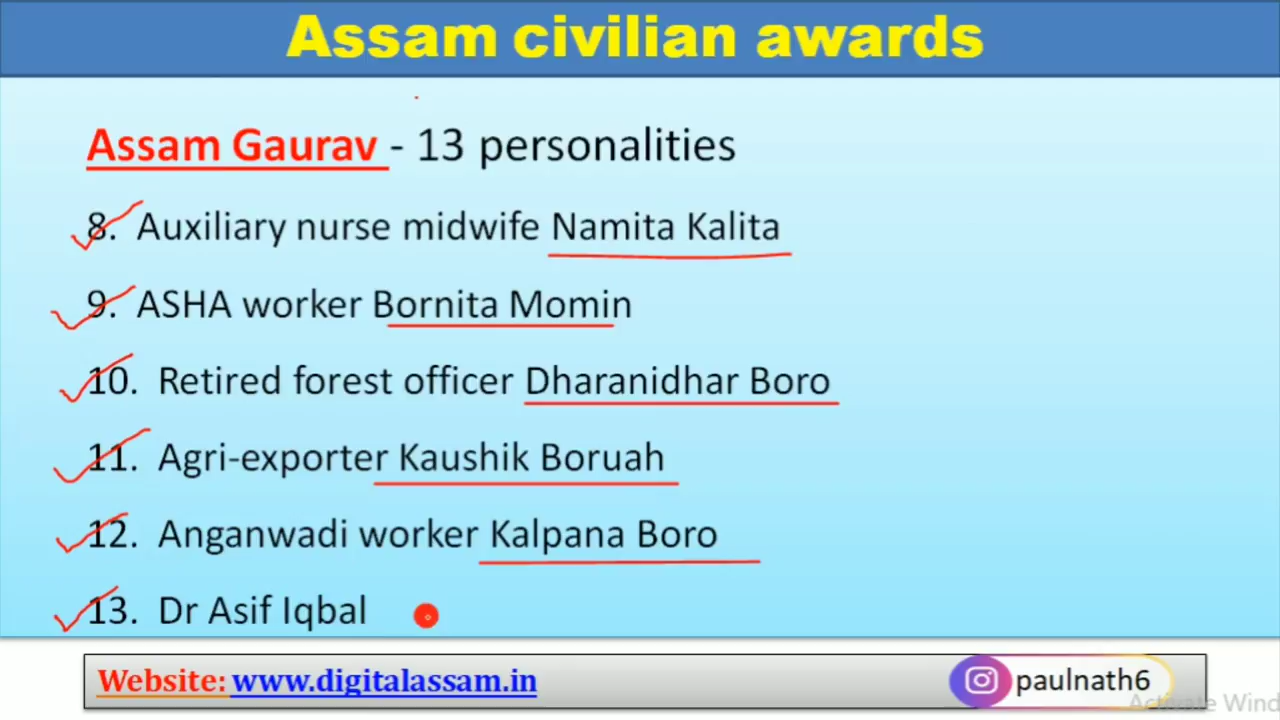 Assam civilian awards
Assam Gaurav - 13 personalities
8. Auxiliary nurse midwife Namita Kalita
9. ASHA worker Bornita Momin
10. Retired forest officer Dharanidhar Boro
11. Agri-exporter Kaushik Boruah
12. Anganwadi worker Kalpana Boro
13. Dr Asif Iqbal
Website: www.digitalassam.in
paulnath6
Activate Wind